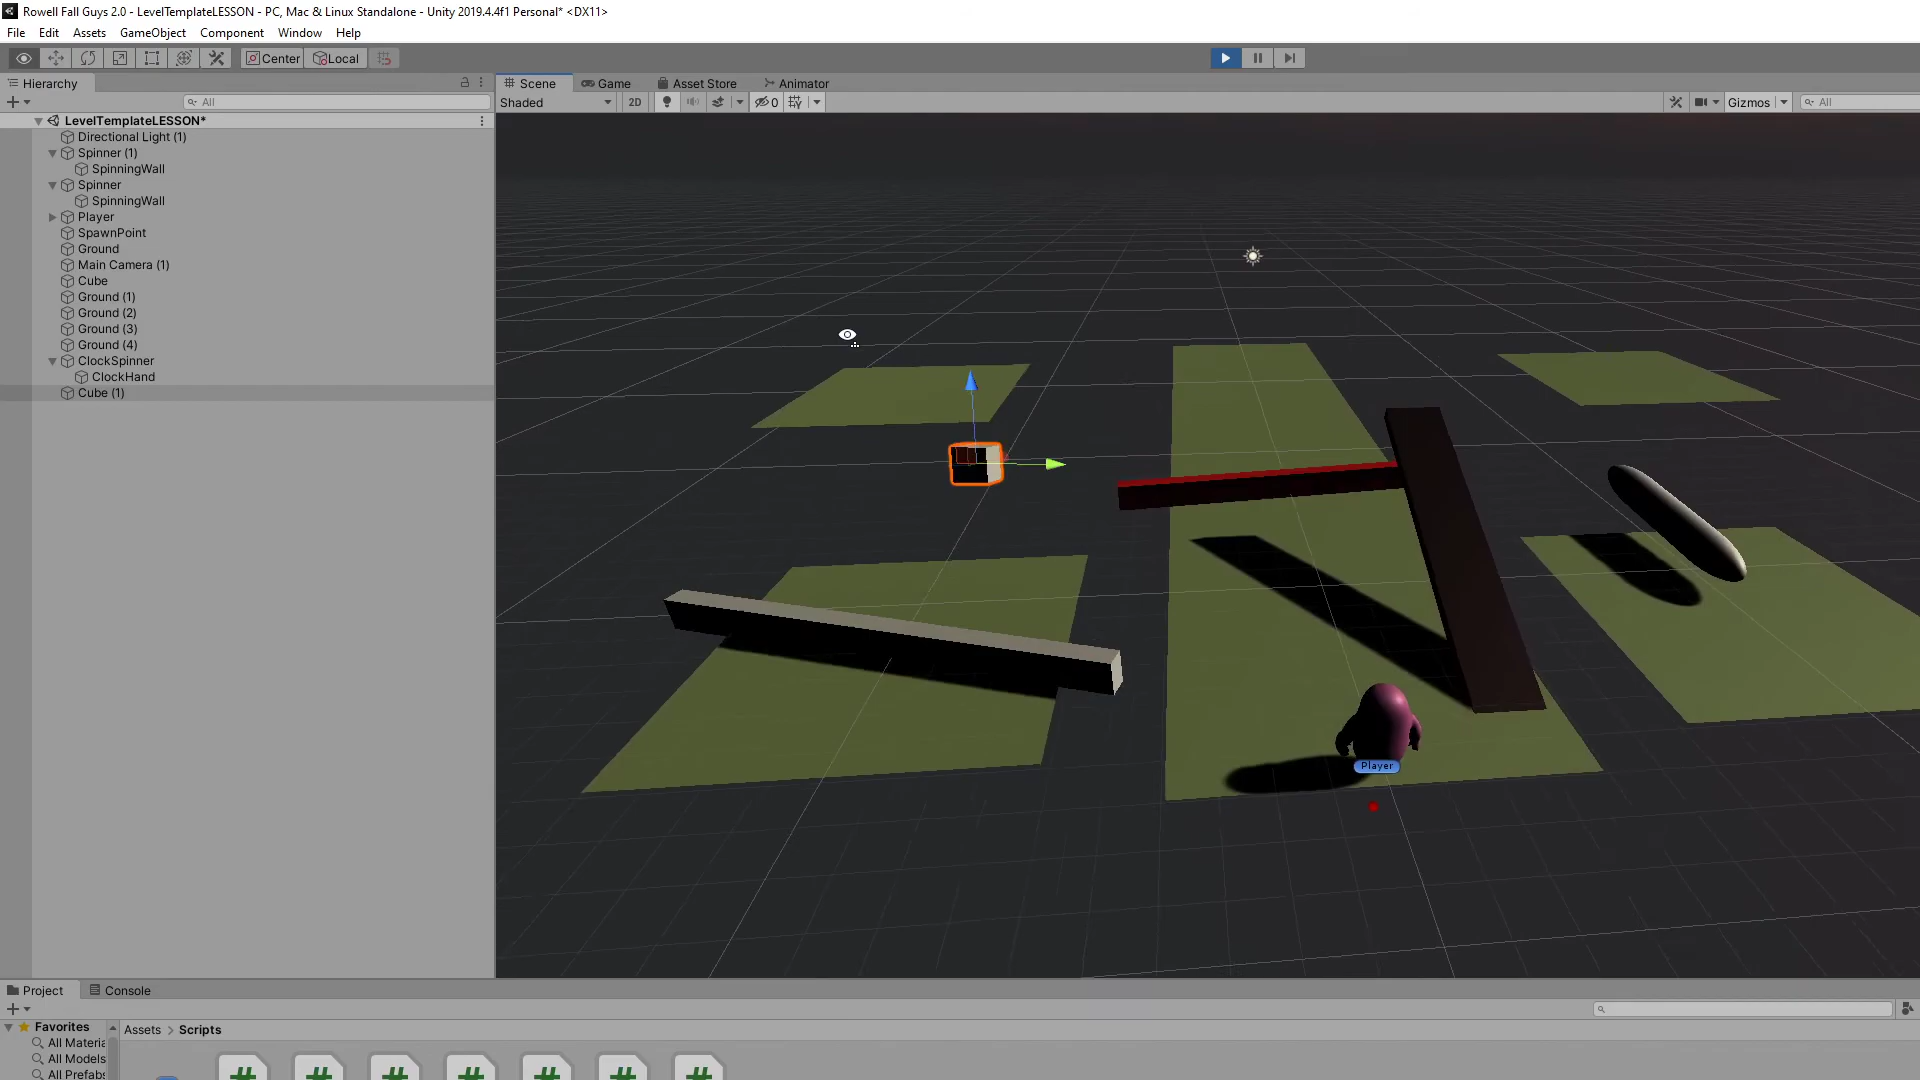 Rowell Fall Guys 2.0 - LevelTemplateLESSON - PC, Mac & Linux Standalone - Unity 2019.4.4f1 Personal* <DX11>
File Edit Assets GameObject Component Window Help
Center Local
Hierarchy
All
LevelTemplateLESSON*
Directional Light (1)
Spinner (1)
SpinningWall
Spinner
SpinningWall
Player
SpawnPoint
Ground
Main Camera (1)
Cube
Ground (1)
Ground (2)
Ground (3)
Ground (4)
ClockSpinner
ClockHand
Cube (1)
Scene Game Asset Store Animator
Shaded 2D 0 Gizmos All
Player
Project Console
Favorites
All Materia
All Models
All Prefabs
Assets > Scripts
# # # # # # #